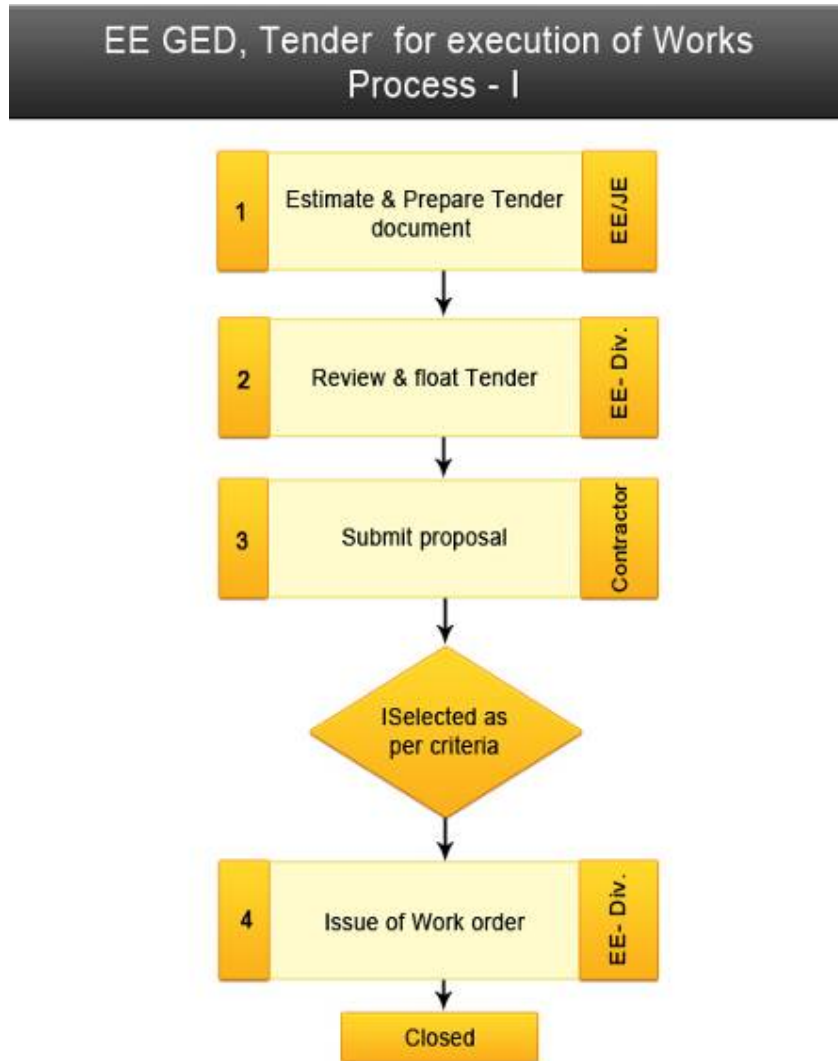 EE GED, Tender for execution of Works
Process - I
1
Estimate & Prepare Tender
document
EE/JE
2
Review & float Tender
EE- Div.
3
Submit proposal
Contractor
ISelected as
per criteria
4
Issue of Work order
EE- Div.
Closed